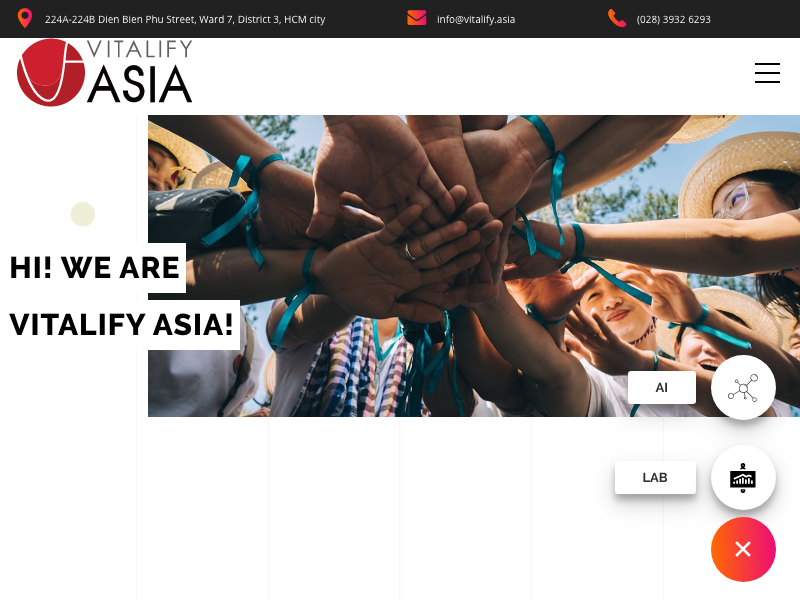 224A-224B Dien Bien Phu Street, Ward 7, District 3, HCM city
info@vitalify.asia
(028) 3932 6293
VITALIFY
ASIA
HI! WE ARE
VITALIFY ASIA!
AI
LAB